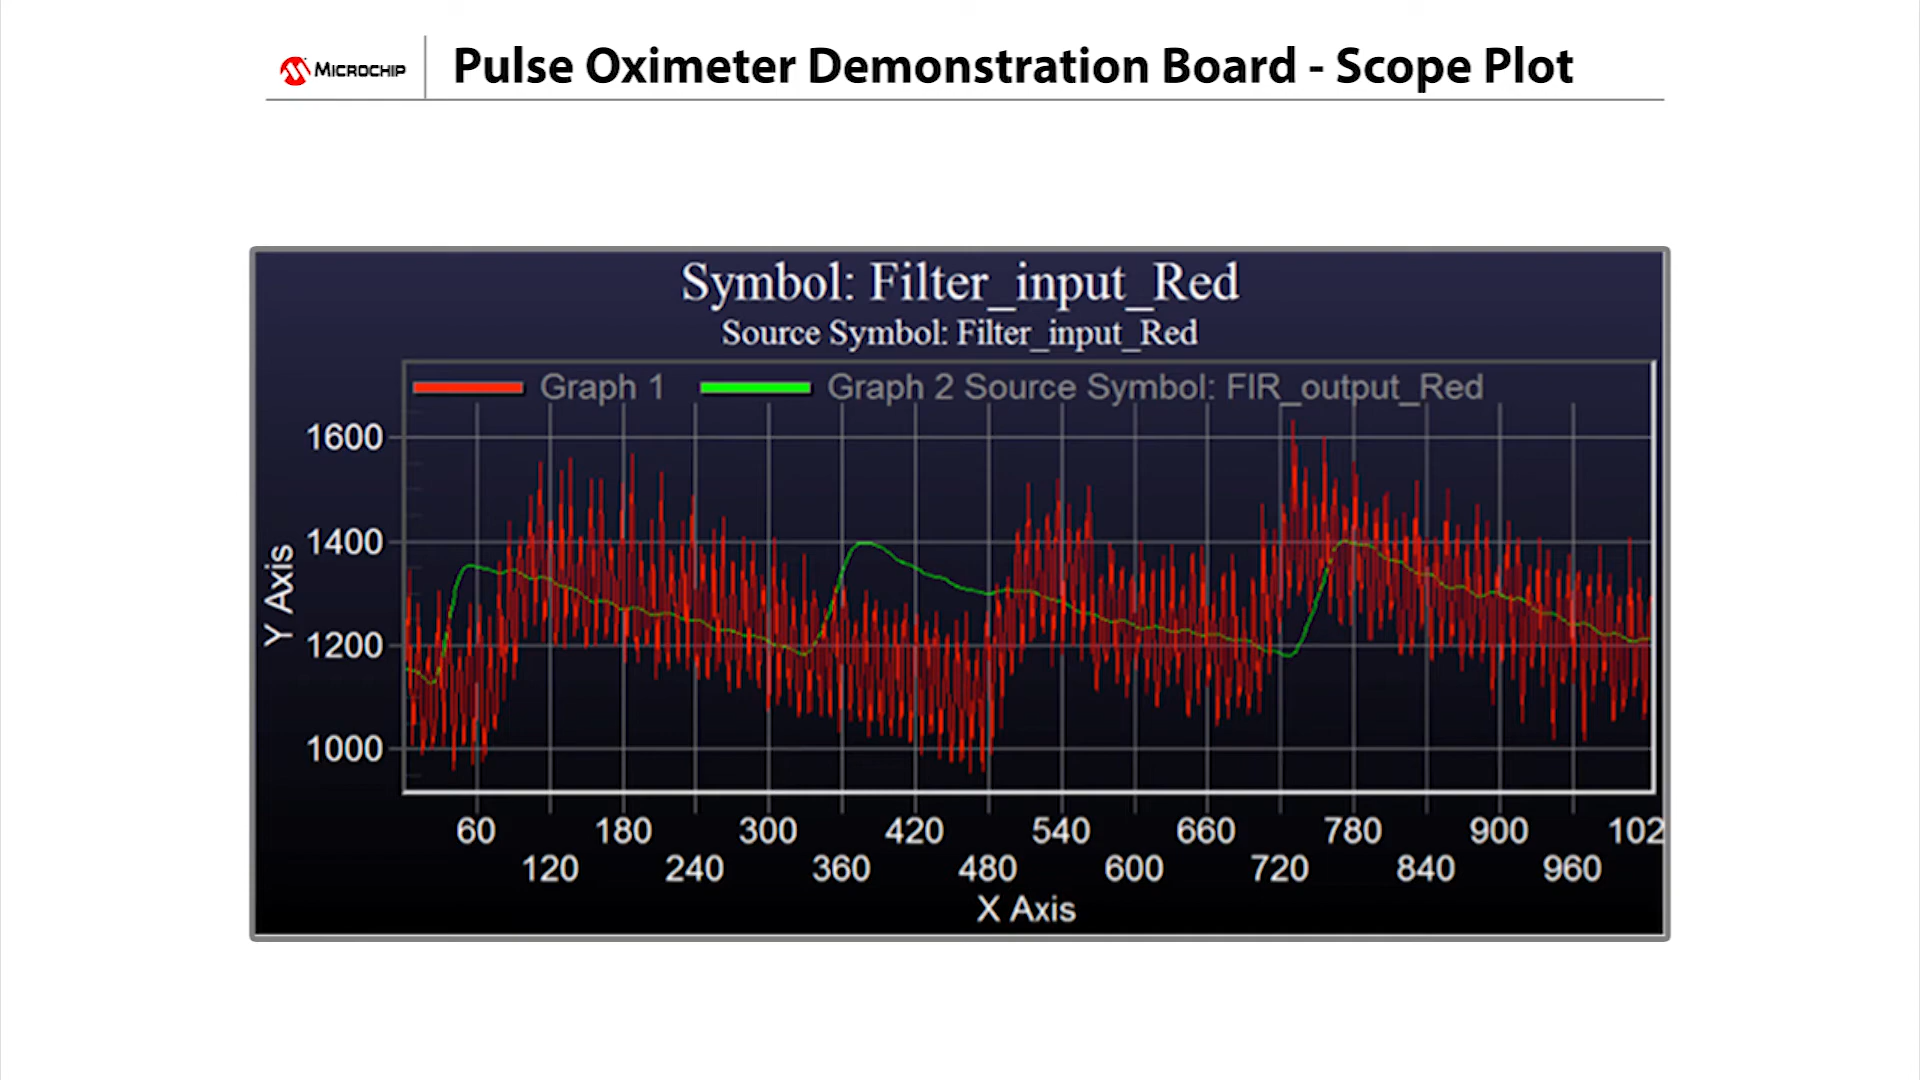 MICROCHIP
Pulse Oximeter Demonstration Board - Scope Plot
Symbol: Filter_input_Red
Source Symbol: Filter_input_Red
Graph 1
Graph 2 Source Symbol: FIR_output_Red
1600
1400
1200
1000
Y Axis
60 180 300 420 540 660 780 900 102
120 240 360 480 600 720 840 960
X Axis